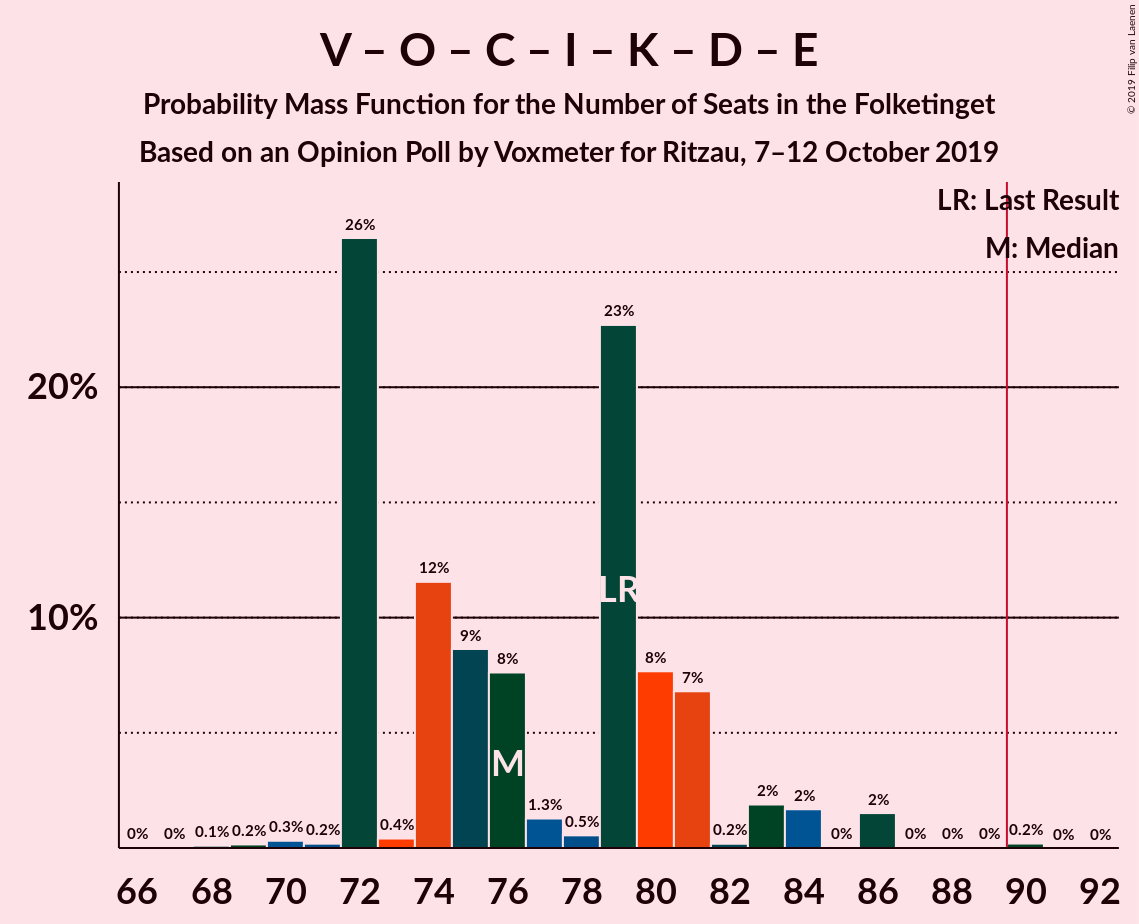 V – O – C – I – K – D – E
Probability Mass Function for the Number of Seats in the Folketinget
Based on an Opinion Poll by Voxmeter for Ritzau, 7–12 October 2019
© 2019 Filip van Laenen
LR: Last Result
M: Median
20%
10%
0% 0% 0.1% 0.2% 0.3% 0.2% 26% 0.4% 12% 9% 8% 1.3% 0.5% 23% 8% 7% 0.2% 2% 2% 0% 2% 0% 0% 0% 0.2% 0% 0%
LR
M
66 68 70 72 74 76 78 80 82 84 86 88 90 92